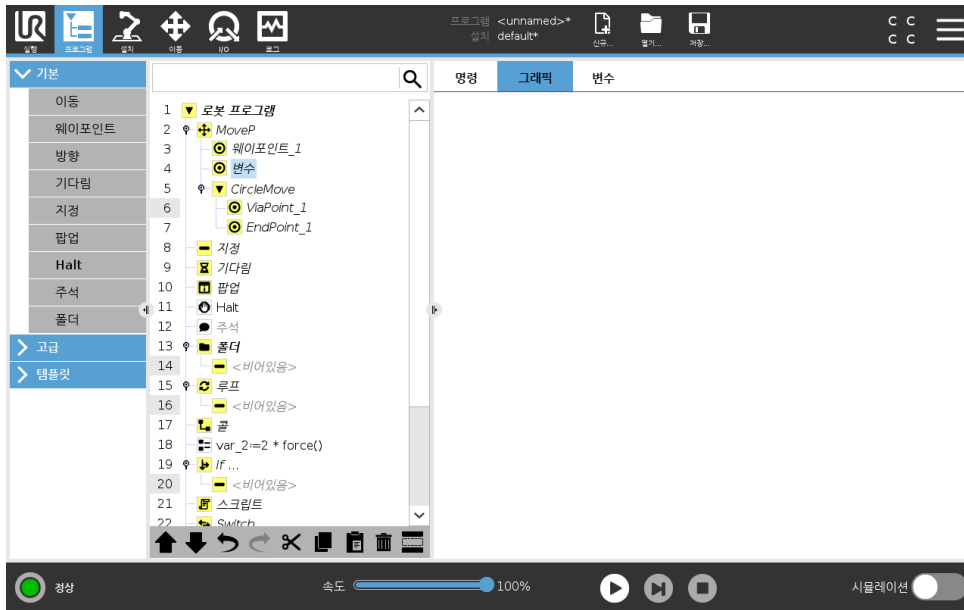 프로그램 <unnamed>*
설치 default*
실행 프로그램 설치 이동 I/O 로그 신규... 열기... 저장...
C C
C C
기본
이동
웨이포인트
방향
기다림
지정
팝업
Halt
주석
폴더
고급
템플릿
1 로봇 프로그램
2 MoveP
3 웨이포인트_1
4 변수
5 CircleMove
6 ViaPoint_1
7 EndPoint_1
8 지정
9 기다림
10 팝업
11 Halt
12 주석
13 폴더
14 <비어있음>
15 루프
16 <비어있음>
17 콜
18 var_2≔2 * force()
19 If ...
20 <비어있음>
21 스크립트
22 Switch
명령 그래픽 변수
정상
속도 100%
시뮬레이션